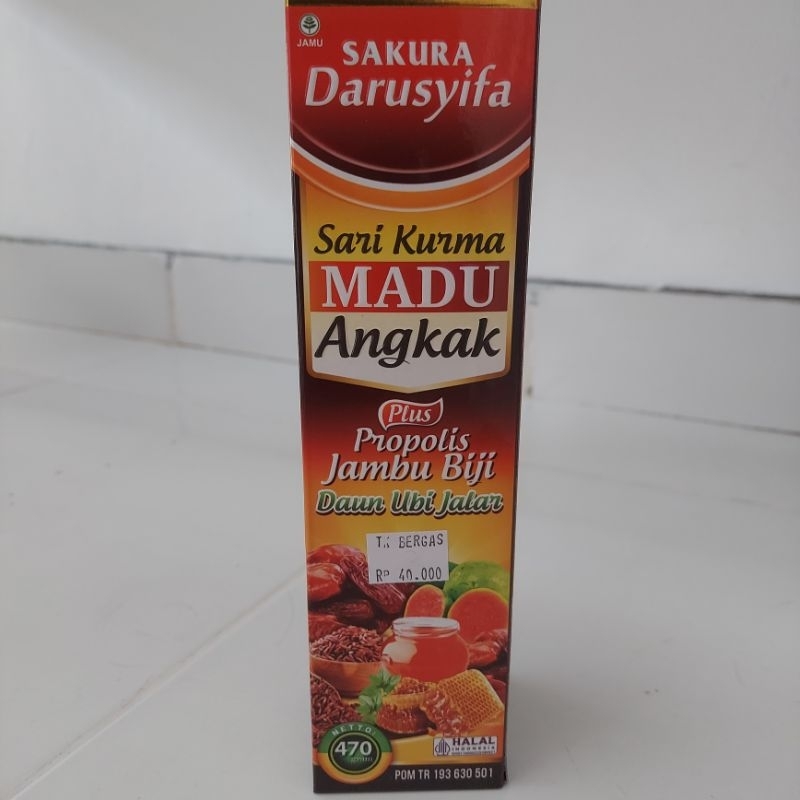 JAMU
SAKURA
Darusyifa
Sari Kurma
MADU
Angkak
Plus
Propolis
Jambu Biji
Daun Ubi Jalar
BERGAS
RP 40.000
NETTO:
470
HALAL
INDONESIA
POM TR 193 630 501